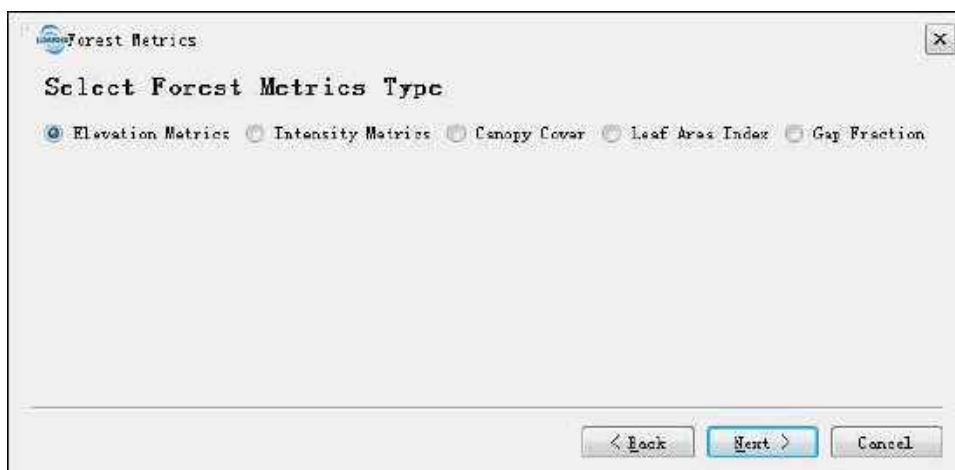 Forest Metrics
Select Forest Metrics Type
Elevation Metrics Intensity Metrics Canopy Cover Leaf Area Index Gap Fraction
< Back Next > Cancel